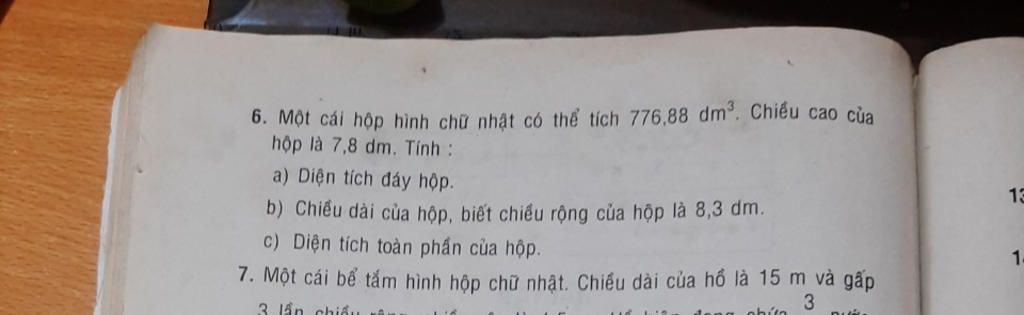 6. Một cái hộp hình chữ nhật có thể tích 776,88 dm³. Chiều cao của
hộp là 7,8 dm. Tính :
a) Diện tích đáy hộp.
b) Chiều dài của hộp, biết chiều rộng của hộp là 8,3 dm.
c) Diện tích toàn phần của hộp.
7. Một cái bể tắm hình hộp chữ nhật. Chiều dài của hồ là 15 m và gấp
3 lần chiều 3